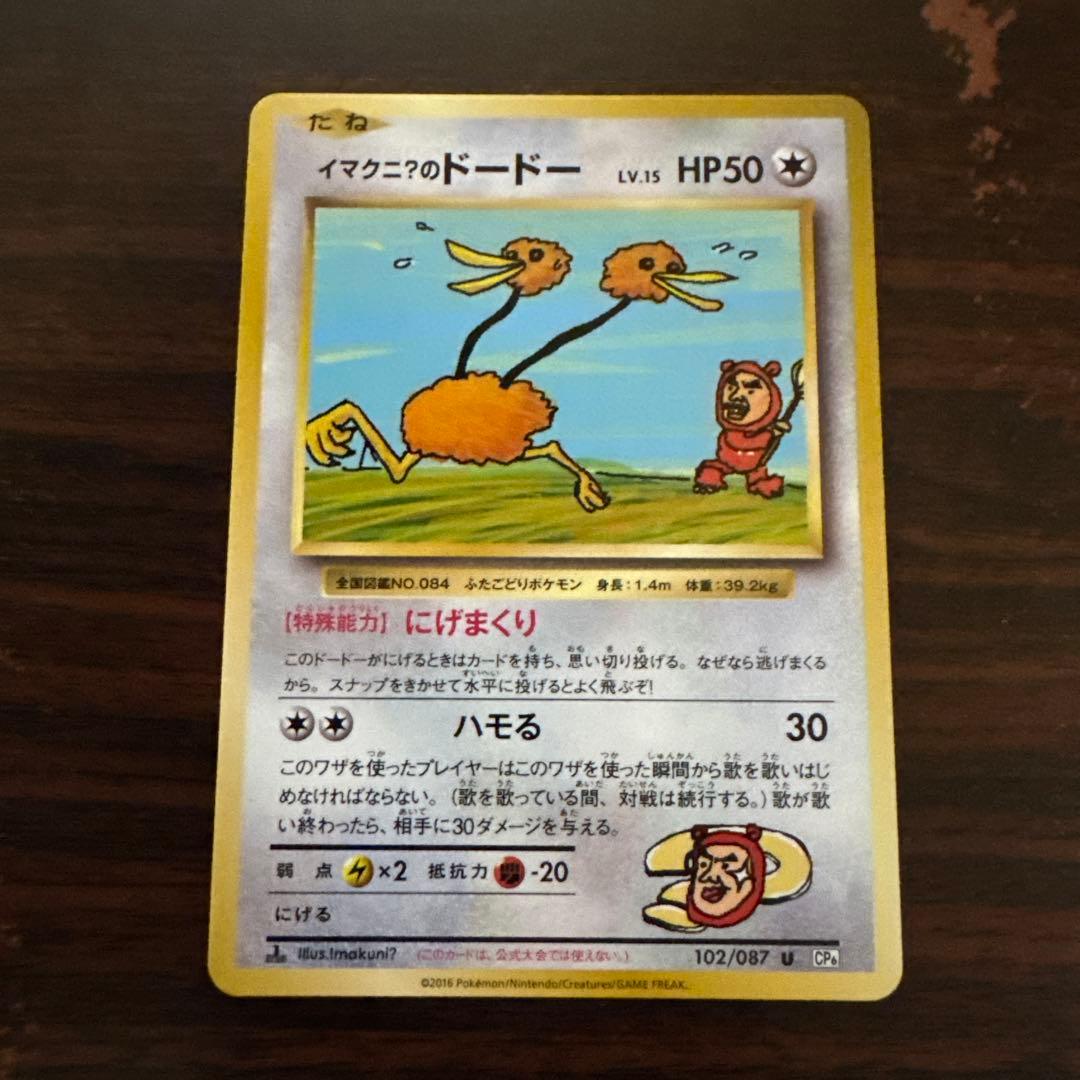 たね
イマクニ?のドードー LV.15 HP50
全国図鑑NO.084 ふたごどりポケモン 身長:1.4m 体重:39.2kg
[特殊能力] にげまくり
このドードーがにげるときはカードを持ち、思い切り投げる。なぜなら逃げまくる
から。スナップをきかせて水平に投げるとよく飛ぶぞ!
ハモる 30
このワザを使ったプレイヤーはこのワザを使った瞬間から歌を歌いはじ
めなければならない。(歌を歌っている間、対戦は続行する。)歌が歌
い終わったら、相手に30ダメージを与える。
弱点 ×2 抵抗力 -20
にげる
Illus.Imakuni? (このカードは、公式大会では使えない。) 102/087 U CP6
©2016 Pokémon/Nintendo/Creatures/GAME FREAK.